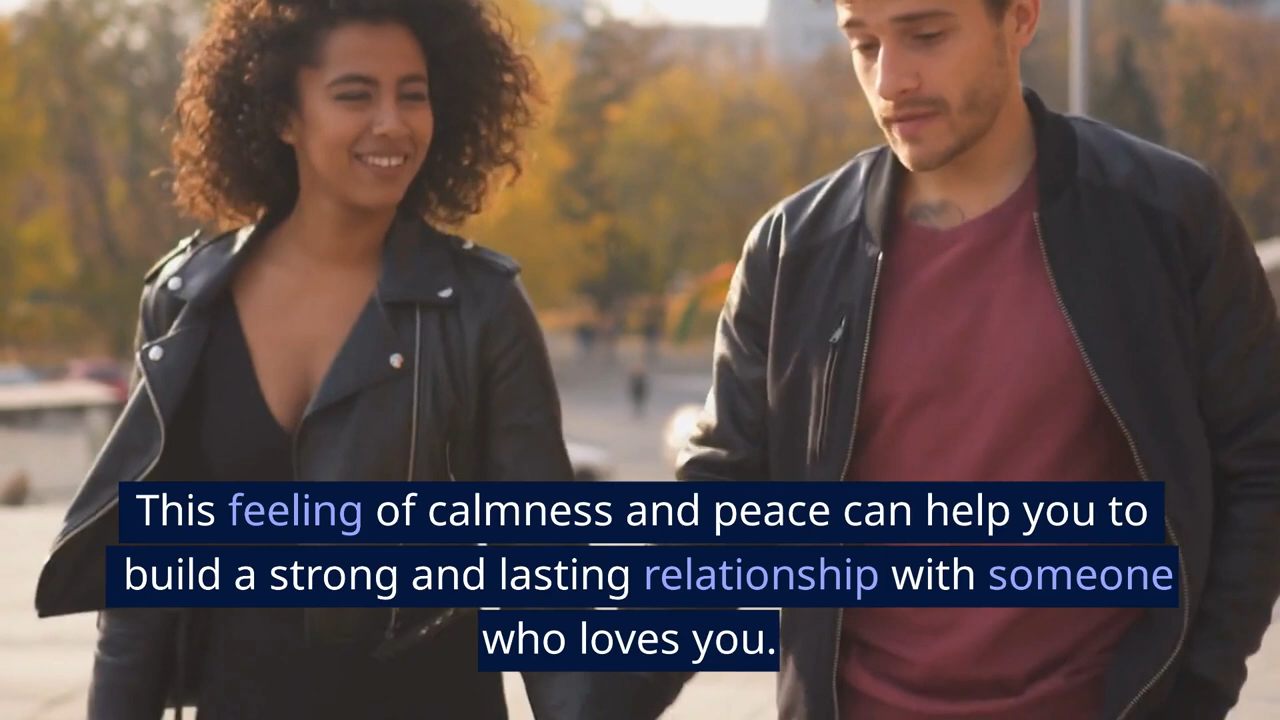 This feeling of calmness and peace can help you to
build a strong and lasting relationship with someone
who loves you.